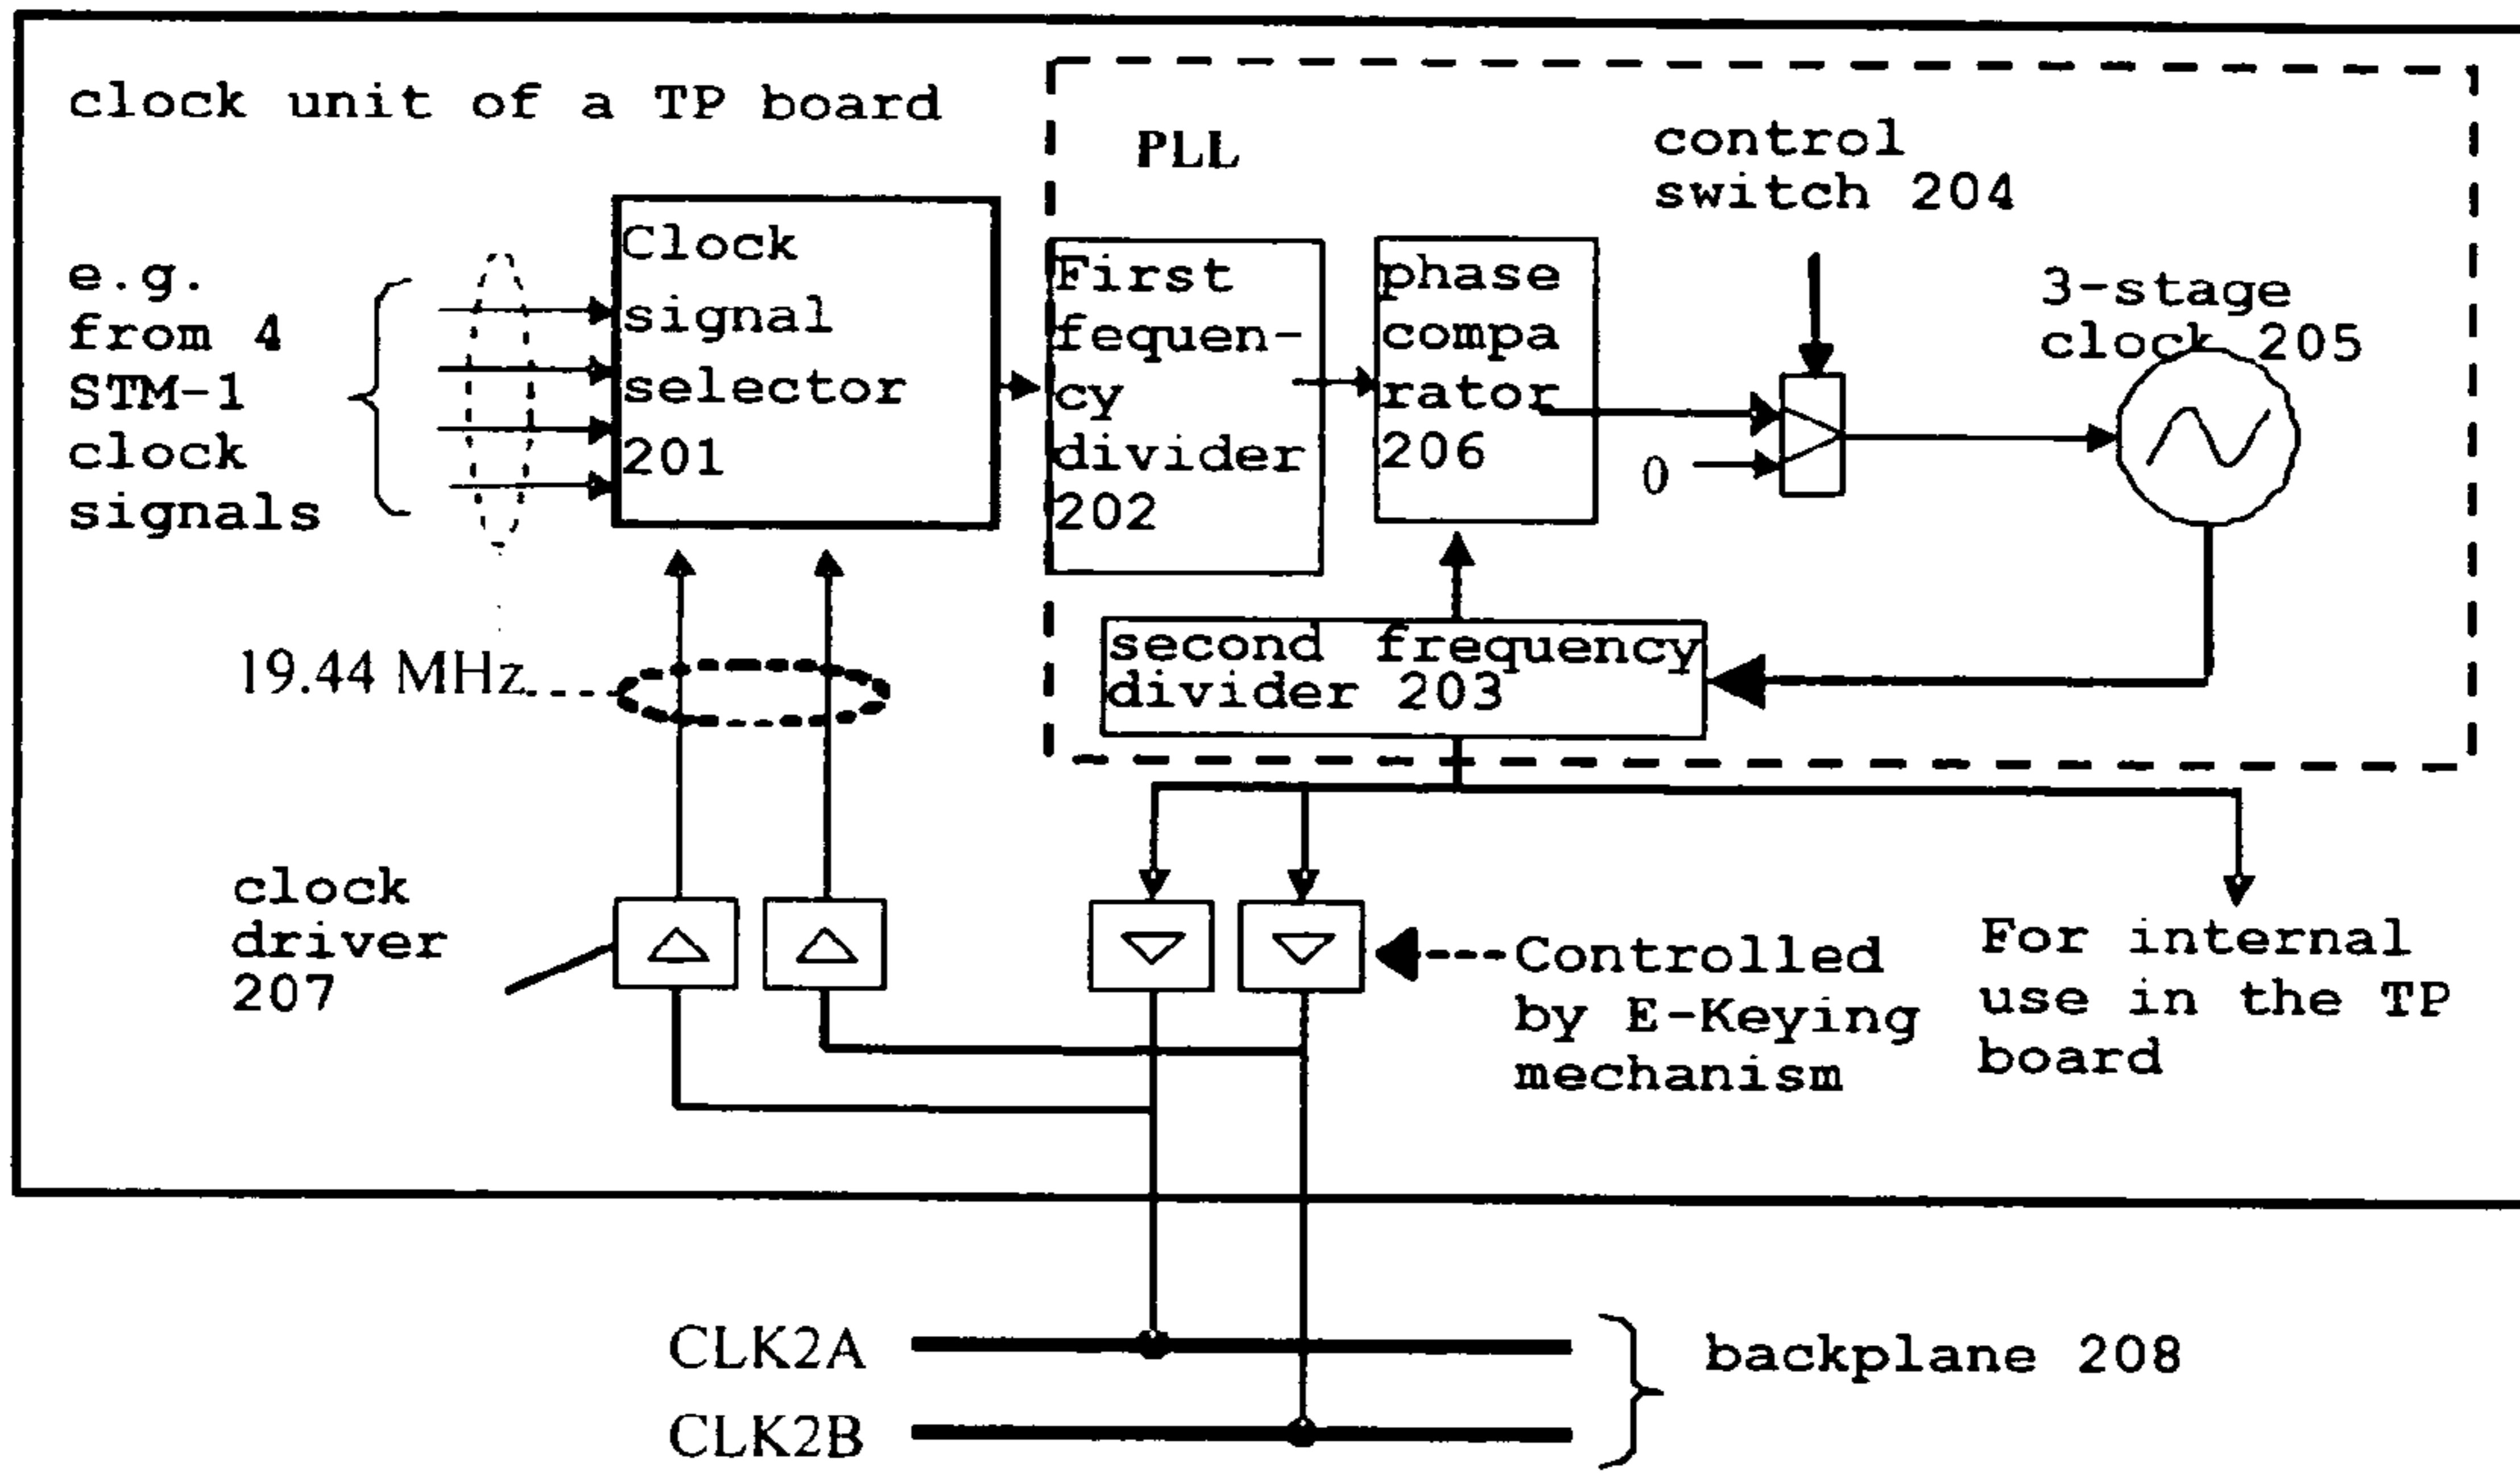 clock unit of a TP board
PLL
control
switch 204
e.g.
from 4
STM-1
clock
signals
Clock
signal
selector
201
First
fequen-
cy
divider
202
phase
compa
rator
206
0
3-stage
clock 205
19.44 MHz
second frequency
divider 203
clock
driver
207
Controlled
by E-Keying
mechanism
For internal
use in the TP
board
CLK2A
CLK2B
backplane 208